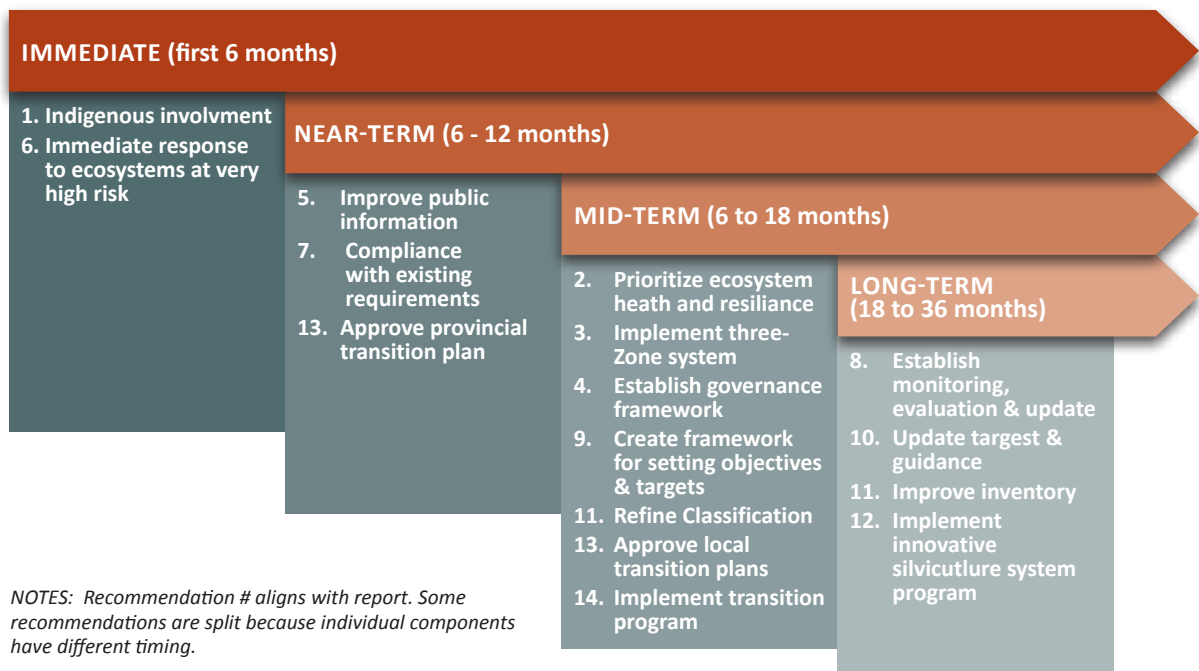 IMMEDIATE (first 6 months)
1. Indigenous involvment
6. Immediate response
to ecosystems at very
high risk
NEAR-TERM (6 - 12 months)
5. Improve public
information
7. Compliance
with existing
requirements
13. Approve provincial
transition plan
MID-TERM (6 to 18 months)
2. Prioritize ecosystem
heath and resiliance
3. Implement three-
Zone system
4. Establish governance
framework
9. Create framework
for setting objectives
& targets
11. Refine Classification
13. Approve local
transition plans
14. Implement transition
program
LONG-TERM
(18 to 36 months)
8. Establish
monitoring,
evaluation & update
10. Update targest &
guidance
11. Improve inventory
12. Implement
innovative
silvicutlure system
program
NOTES: Recommendation # aligns with report. Some
recommendations are split because individual components
have different timing.